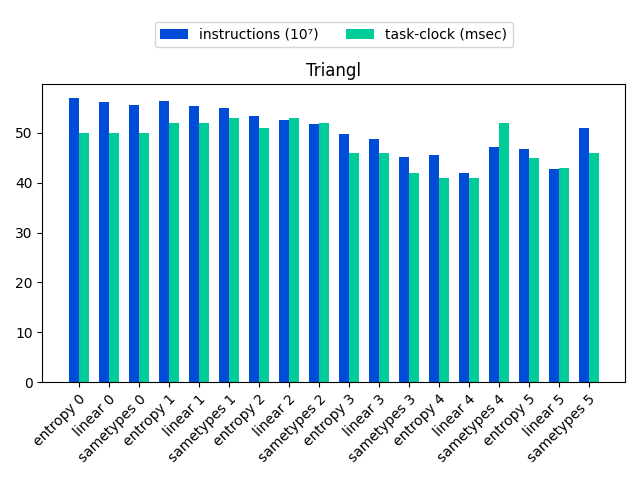 instructions (10⁷)
task-clock (msec)
Triangl
50
40
30
20
10
0
entropy 0
linear 0
sametypes 0
entropy 1
linear 1
sametypes 1
entropy 2
linear 2
sametypes 2
entropy 3
linear 3
sametypes 3
entropy 4
linear 4
sametypes 4
entropy 5
linear 5
sametypes 5